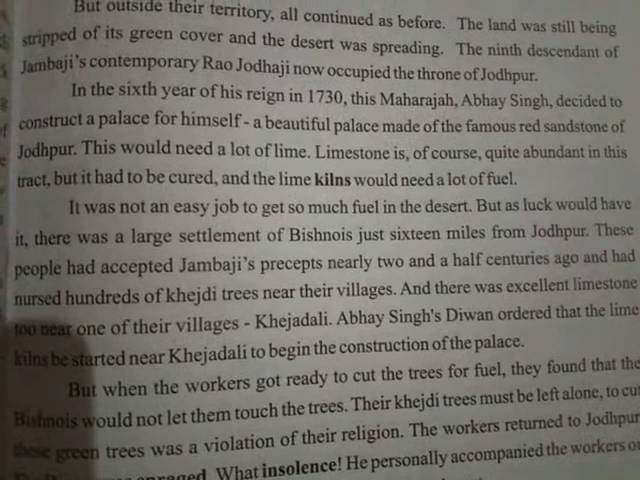 But outside their territory, all continued as before. The land was still being
stripped of its green cover and the desert was spreading. The ninth descendant of
Jambaji's contemporary Rao Jodhaji now occupied the throne of Jodhpur.
In the sixth year of his reign in 1730, this Maharajah, Abhay Singh, decided to
construct a palace for himself - a beautiful palace made of the famous red sandstone of
Jodhpur. This would need a lot of lime. Limestone is, of course, quite abundant in this
tract, but it had to be cured, and the lime kilns would need a lot of fuel.
It was not an easy job to get so much fuel in the desert. But as luck would have
it, there was a large settlement of Bishnois just sixteen miles from Jodhpur. These
people had accepted Jambaji's precepts nearly two and a half centuries ago and had
nursed hundreds of khejdi trees near their villages. And there was excellent limestone
too near one of their villages - Khejadali. Abhay Singh's Diwan ordered that the lime
kilns be started near Khejadali to begin the construction of the palace.
But when the workers got ready to cut the trees for fuel, they found that the
Bishnois would not let them touch the trees. Their khejdi trees must be left alone, to cut
these green trees was a violation of their religion. The workers returned to Jodhpur
enraged. What insolence! He personally accompanied the workers